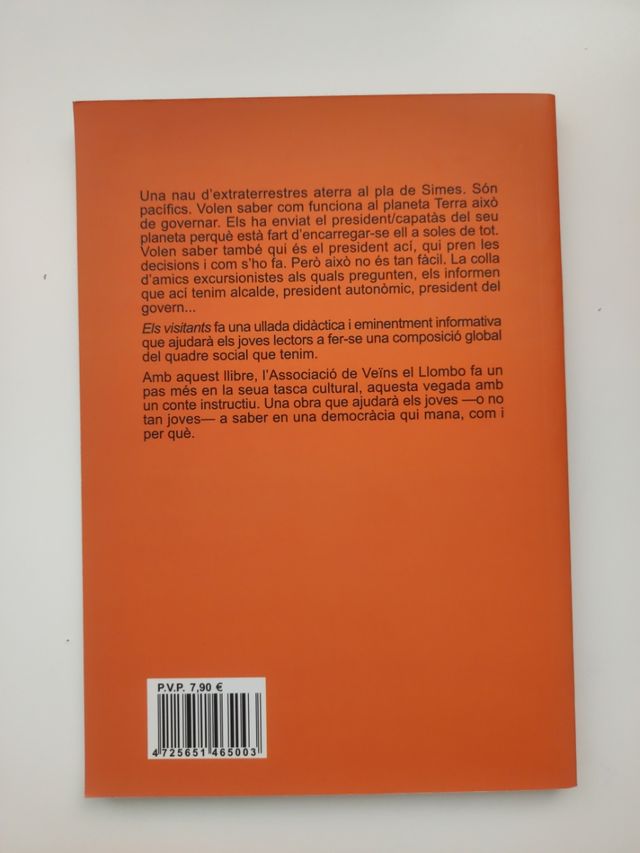 Una nau d'extraterrestres aterra al pla de Simes. Són
pacífics. Volen saber com funciona al planeta Terra això
de governar. Els ha enviat el president/capatàs del seu
planeta perquè està fart d'encarregar-se ell a soles de tot.
Volen saber també qui és el president ací, qui pren les
decisions i com s'ho fa. Però això no és tan fàcil. La colla
d'amics excursionistes als quals pregunten, els informen
que ací tenim alcalde, president autonòmic, president del
govern...
Els visitants fa una ullada didàctica i eminentment informativa
que ajudarà els joves lectors a fer-se una composició global
del quadre social que tenim.
Amb aquest llibre, l'Associació de Veïns el Llombo fa un
pas més en la seua tasca cultural, aquesta vegada amb
un conte instructiu. Una obra que ajudarà els joves —o no
tan joves— a saber en una democràcia qui mana, com i
per què.
P.V.P. 7,90 €
4 725651 465003